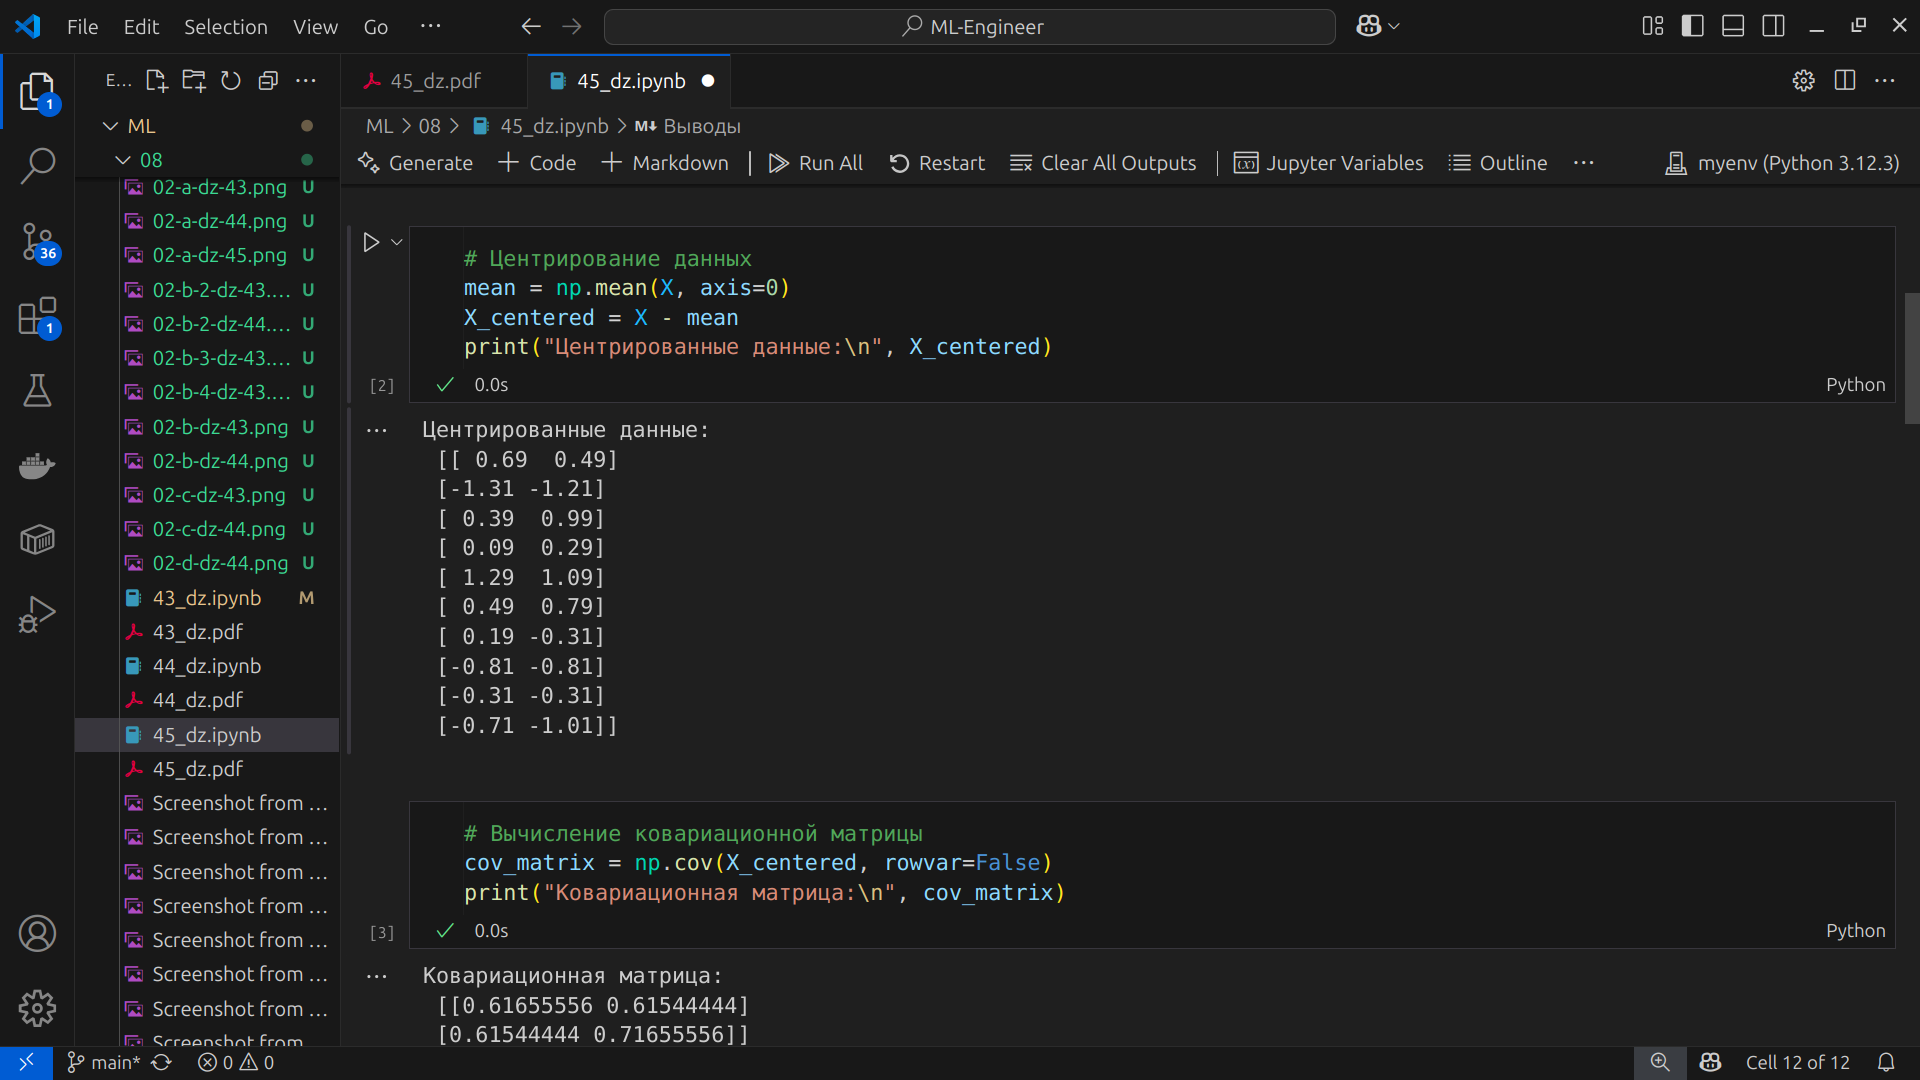 File Edit Selection View Go ···
ML-Engineer
E... ···
45_dz.pdf
45_dz.ipynb
ML > 08 > 45_dz.ipynb > Выводы
Generate + Code + Markdown | Run All Restart Clear All Outputs | Jupyter Variables Outline ··· myenv (Python 3.12.3)
1
36
1
ML
08
02-a-dz-43.png U
02-a-dz-44.png U
02-a-dz-45.png U
02-b-2-dz-43.... U
02-b-2-dz-44.... U
02-b-3-dz-43.... U
02-b-4-dz-43.... U
02-b-dz-43.png U
02-b-dz-44.png U
02-c-dz-43.png U
02-c-dz-44.png U
02-d-dz-44.png U
43_dz.ipynb M
43_dz.pdf
44_dz.ipynb
44_dz.pdf
45_dz.ipynb
45_dz.pdf
Screenshot from ...
Screenshot from ...
Screenshot from ...
Screenshot from ...
Screenshot from ...
Screenshot from ...
Screenshot from ...
Screenshot from ...
# Центрирование данных
mean = np.mean(X, axis=0)
X_centered = X - mean
print("Центрированные данные:\n", X_centered)
[2] 0.0s Python
Центрированные данные:
[[ 0.69  0.49]
[-1.31 -1.21]
[ 0.39  0.99]
[ 0.09  0.29]
[ 1.29  1.09]
[ 0.49  0.79]
[ 0.19 -0.31]
[-0.81 -0.81]
[-0.31 -0.31]
[-0.71 -1.01]]
# Вычисление ковариационной матрицы
cov_matrix = np.cov(X_centered, rowvar=False)
print("Ковариационная матрица:\n", cov_matrix)
[3] 0.0s Python
Ковариационная матрица:
[[0.61655556 0.61544444]
[0.61544444 0.71655556]]
main* 0 0 Cell 12 of 12